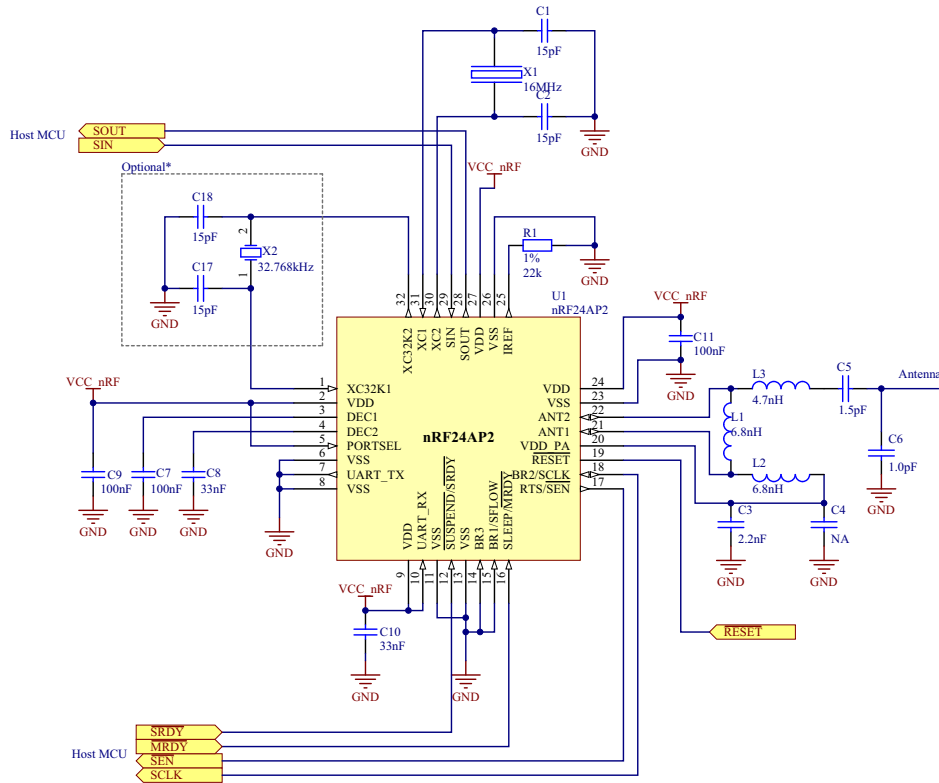 C1
15pF
X1
16MHz
C2
15pF
GND
Host MCU
SOUT
SIN
VCC_nRF
Optional*
C18
15pF
2
X2
32.768kHz
1
C17
15pF
GND
R1
1%
22k
GND
32
31
30
29
28
27
26
25
U1
nRF24AP2
XC32K2
XC1
XC2
SIN
SOUT
VDD
VSS
IREF
VCC_nRF
C11
100nF
GND
VCC_nRF
1
XC32K1
2
VDD
3
DEC1
4
DEC2
5
PORTSEL
6
VSS
7
UART_TX
8
VSS
nRF24AP2
VDD
24
VSS
23
ANT2
22
ANT1
21
VDD_PA
20
RESET
19
BR2/SCLK
18
RTS/SEN
17
L3
4.7nH
C5
1.5pF
Antenna
L1
6.8nH
L2
6.8nH
C6
1.0pF
GND
C3
2.2nF
GND
C4
NA
GND
C9
100nF
GND
C7
100nF
GND
C8
33nF
GND
GND
VDD
UART_RX
VSS
SUSPEND/SRDY
VSS
BR3
BR1/SFLOW
SLEEP/MRDY
9
10
11
12
13
14
15
16
VCC_nRF
C10
33nF
GND
GND
RESET
Host MCU
SRDY
MRDY
SEN
SCLK